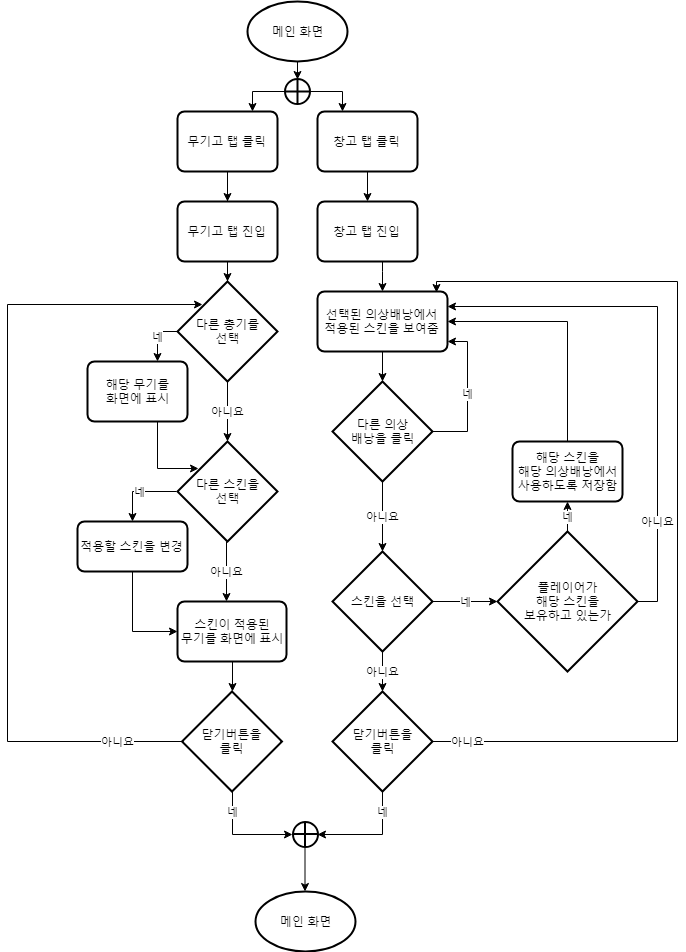 메인 화면
무기고 탭 클릭
창고 탭 클릭
무기고 탭 진입
창고 탭 진입
다른 총기를
선택
선택된 의상배낭에서
적용된 스킨을 보여줌
네
해당 무기를
화면에 표시
아니요
다른 의상
배낭을 클릭
네
다른 스킨을
선택
네
해당 스킨을
해당 의상배낭에서
사용하도록 저장함
적용할 스킨을 변경
아니요
네
아니요
아니요
스킨이 적용된
무기를 화면에 표시
스킨을 선택
네
플레이어가
해당 스킨을
보유하고 있는가
아니요
닫기버튼을
클릭
아니요
닫기버튼을
클릭
아니요
네
네
메인 화면